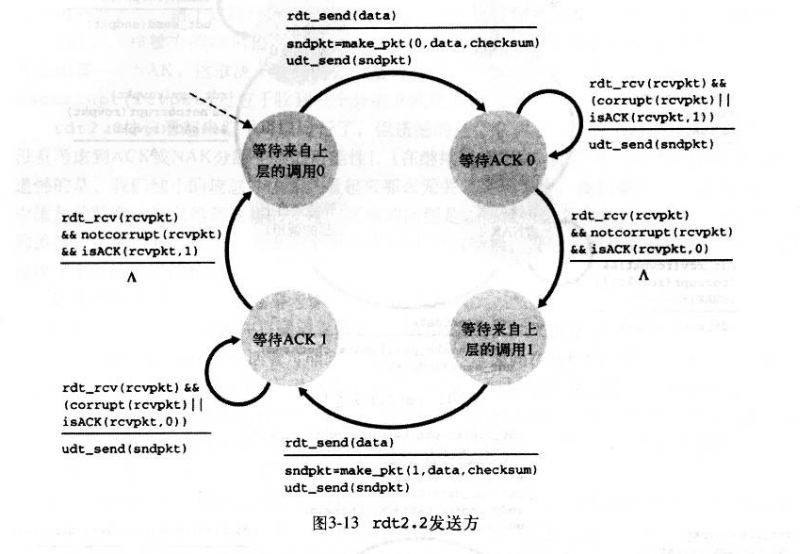 rdt_send(data)
sndpkt=make_pkt(0,data,checksum)
udt_send(sndpkt)
rdt_rcv(rcvpkt) &&
(corrupt(rcvpkt)||
isACK(rcvpkt,1))
udt_send(sndpkt)
等待来自上
层的调用0
等待ACK 0
rdt_rcv(rcvpkt)
&& notcorrupt(rcvpkt)
&& isACK(rcvpkt,1)
Λ
rdt_rcv(rcvpkt)
&& notcorrupt(rcvpkt)
&& isACK(rcvpkt,0)
Λ
等待ACK 1
等待来自上
层的调用1
rdt_rcv(rcvpkt) &&
(corrupt(rcvpkt)||
isACK(rcvpkt,0))
udt_send(sndpkt)
rdt_send(data)
sndpkt=make_pkt(1,data,checksum)
udt_send(sndpkt)
图3-13 rdt2.2发送方